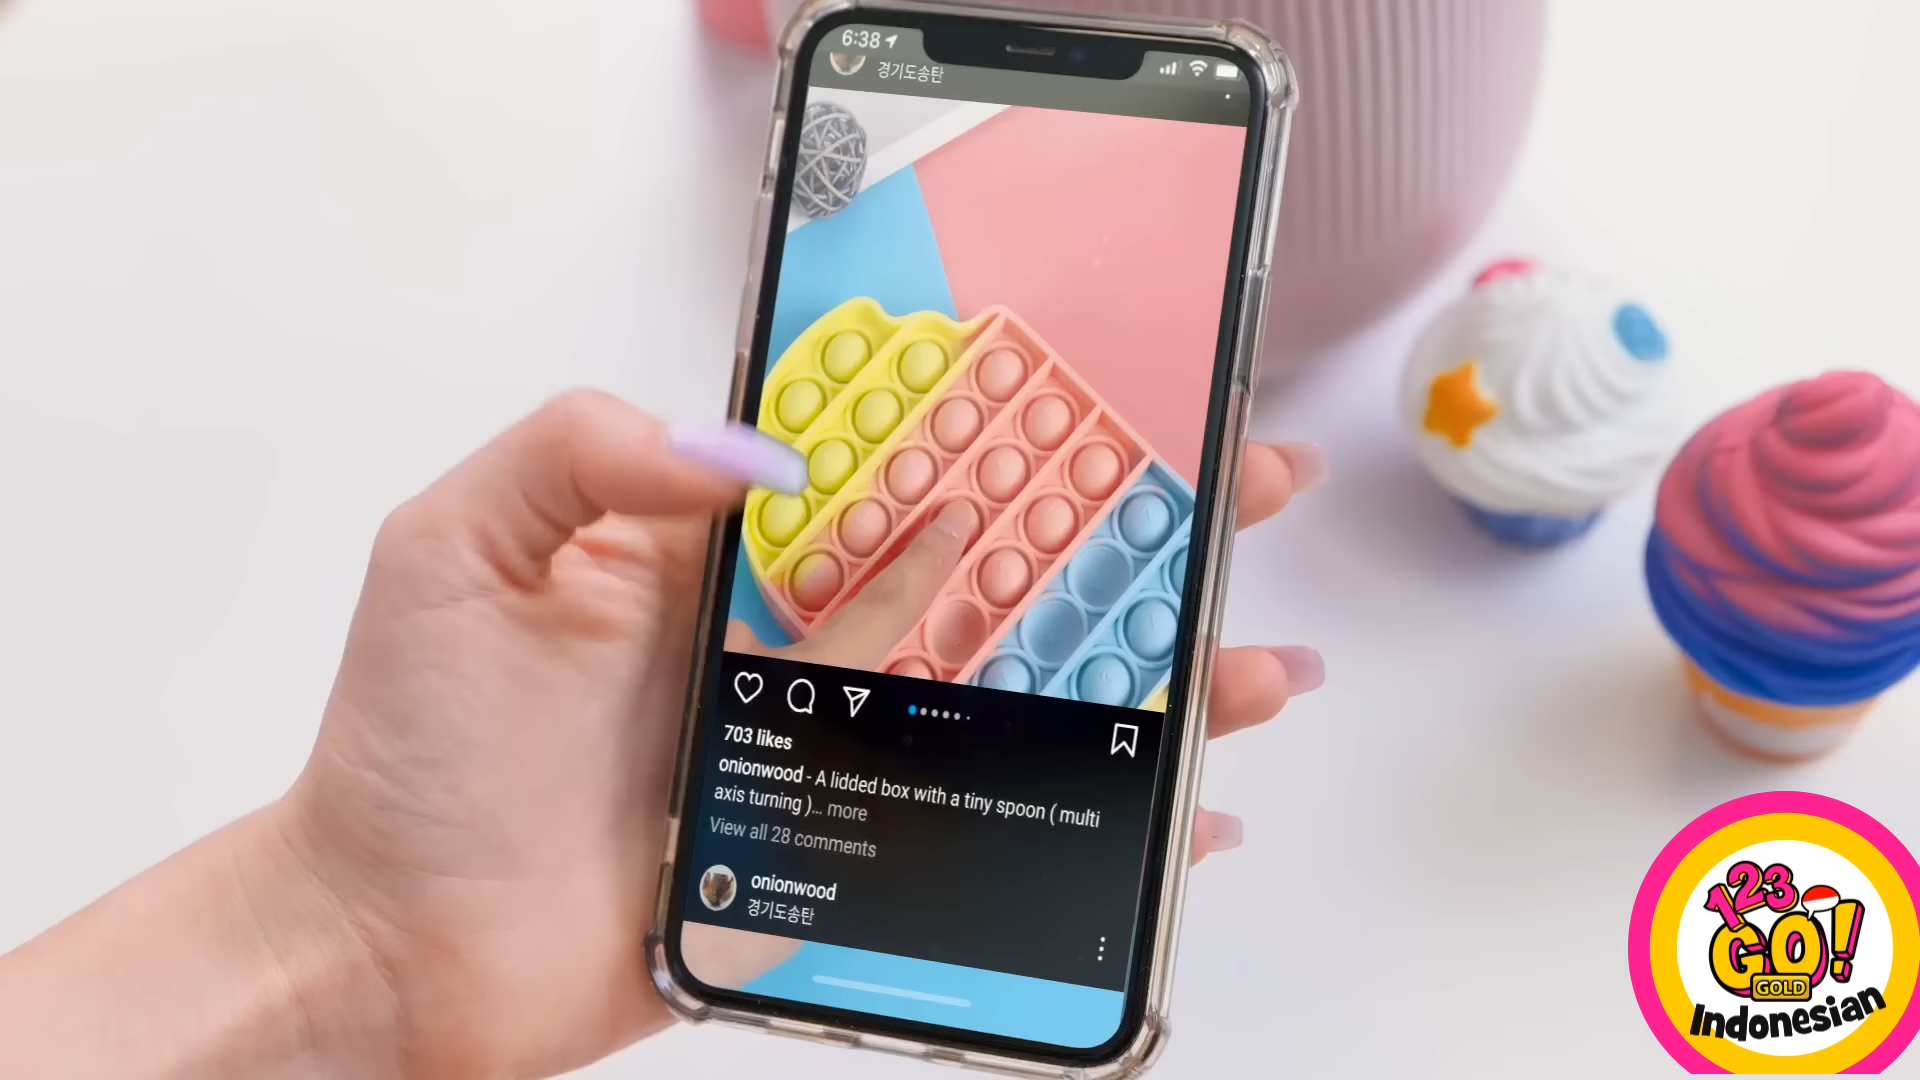 6:38
경기도송탄
703 likes
onionwood - A lidded box with a tiny spoon ( multi
axis turning )... more
View all 28 comments
onionwood
경기도송탄
123
GO!
GOLD
Indonesian